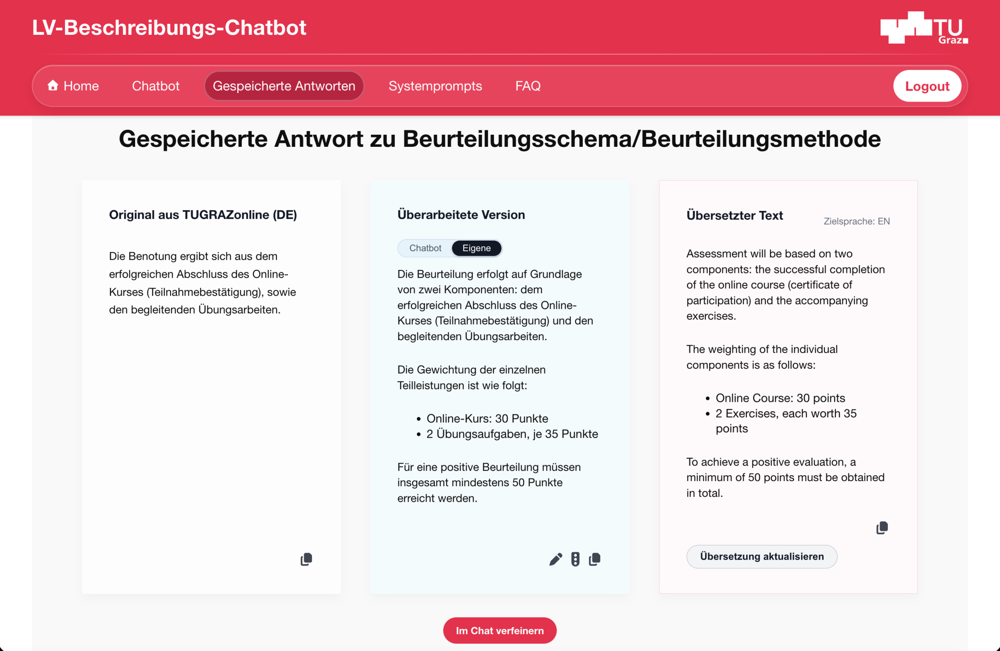 LV-Beschreibungs-Chatbot
TU
Graz
Home
Chatbot
Gespeicherte Antworten
Systemprompts
FAQ
Logout
Gespeicherte Antwort zu Beurteilungsschema/Beurteilungsmethode
Original aus TUGRAZonline (DE)
Die Benotung ergibt sich aus dem
erfolgreichen Abschluss des Online-
Kurses (Teilnahmebestätigung), sowie
den begleitenden Übungsarbeiten.
Überarbeitete Version
Chatbot
Eigene
Die Beurteilung erfolgt auf Grundlage
von zwei Komponenten: dem
erfolgreichen Abschluss des Online-
Kurses (Teilnahmebestätigung) und den
begleitenden Übungsarbeiten.
Die Gewichtung der einzelnen
Teilleistungen ist wie folgt:
• Online-Kurs: 30 Punkte
• 2 Übungsaufgaben, je 35 Punkte
Für eine positive Beurteilung müssen
insgesamt mindestens 50 Punkte
erreicht werden.
Übersetzter Text
Zielsprache: EN
Assessment will be based on two
components: the successful completion
of the online course (certificate of
participation) and the accompanying
exercises.
The weighting of the individual
components is as follows:
• Online Course: 30 points
• 2 Exercises, each worth 35
points
To achieve a positive evaluation, a
minimum of 50 points must be obtained
in total.
Übersetzung aktualisieren
Im Chat verfeinern